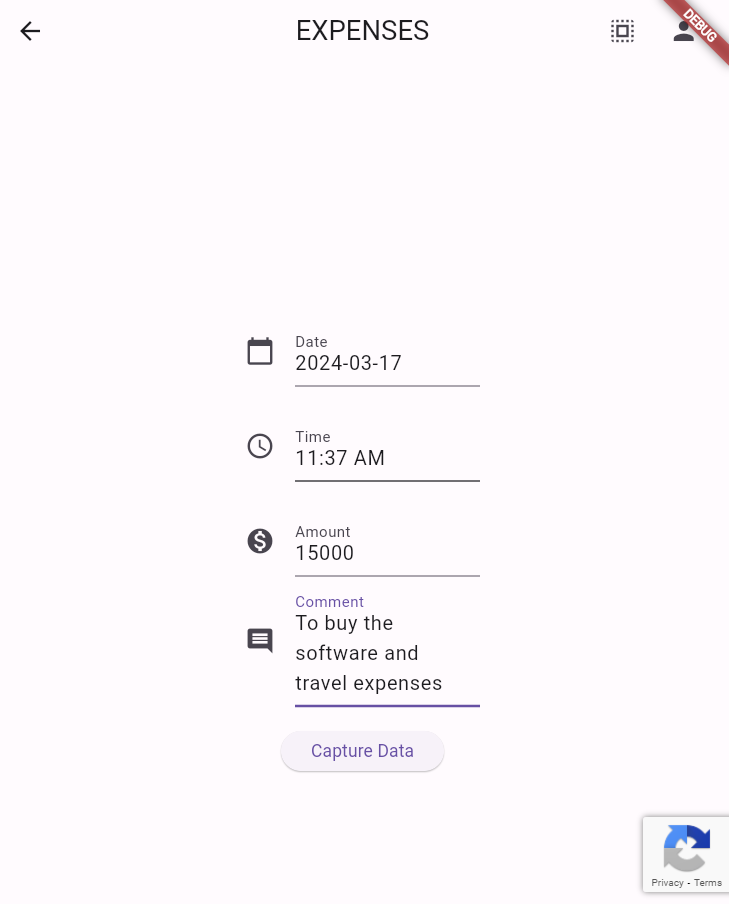 EXPENSES
DEBUG
Date
2024-03-17
Time
11:37 AM
Amount
15000
Comment
To buy the
software and
travel expenses
Capture Data
Privacy - Terms